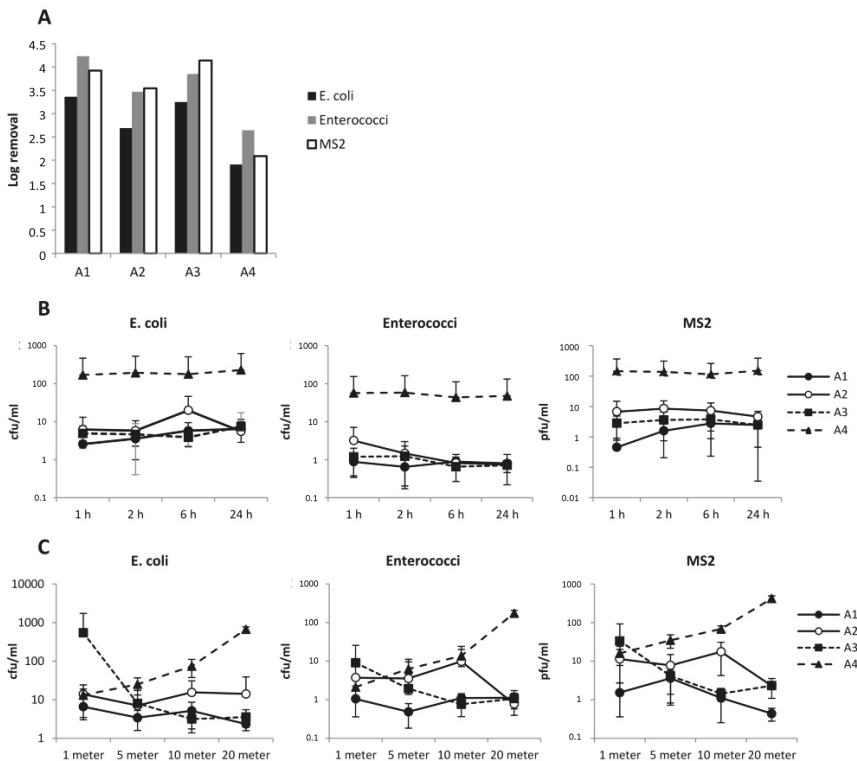 A
4.5
4
3.5
3
2.5
2
1.5
1
0.5
0
Log removal
A1 A2 A3 A4
E. coli
Enterococci
MS2
B
E. coli
1000
100
10
1
0.1
cfu/ml
1 h 2 h 6 h 24 h
Enterococci
1000
100
10
1
0.1
cfu/ml
1 h 2 h 6 h 24 h
MS2
1000
100
10
1
0.1
0.01
pfu/ml
1 h 2 h 6 h 24 h
A1
A2
A3
A4
C
E. coli
10000
1000
100
10
1
cfu/ml
1 meter 5 meter 10 meter 20 meter
Enterococci
1000
100
10
1
0.1
cfu/ml
1 meter 5 meter 10 meter 20 meter
MS2
1000
100
10
1
0.1
pfu/ml
1 meter 5 meter 10 meter 20 meter
A1
A2
A3
A4